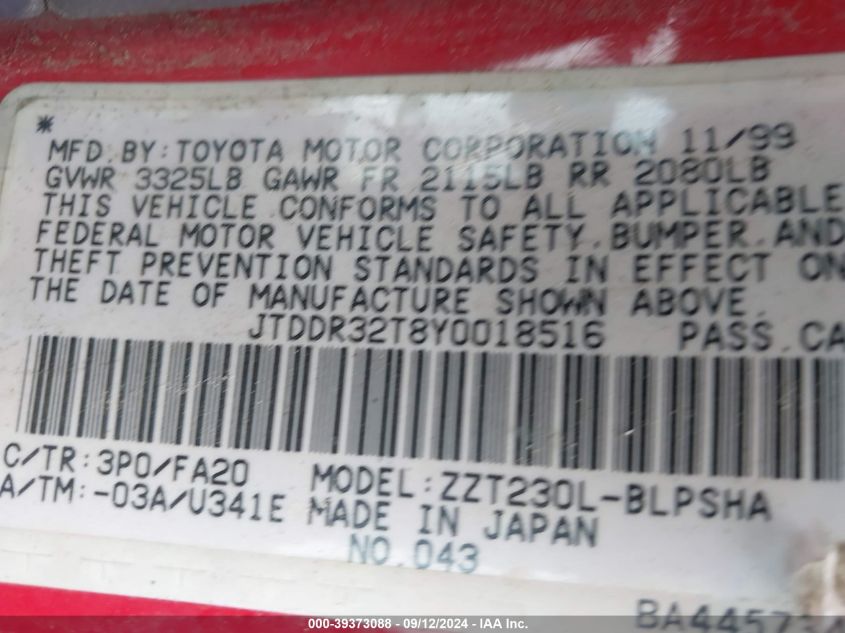 *
MFD.BY:TOYOTA MOTOR CORPORATION 11/99
GVWR 3325LB GAWR FR 2115LB RR 2080LB
THIS VEHICLE CONFORMS TO ALL APPLICABLE
FEDERAL MOTOR VEHICLE SAFETY,BUMPER,AND
THEFT PREVENTION STANDARDS IN EFFECT ON
THE DATE OF MANUFACTURE SHOWN ABOVE.
JTDDR32T8Y0018516 PASS.CA
C/TR:3P0/FA20 MODEL:ZZT230L-BLPSHA
A/TM:-03A/U341E MADE IN JAPAN
NO.043
000-39373088 - 09/12/2024 - IAA Inc.